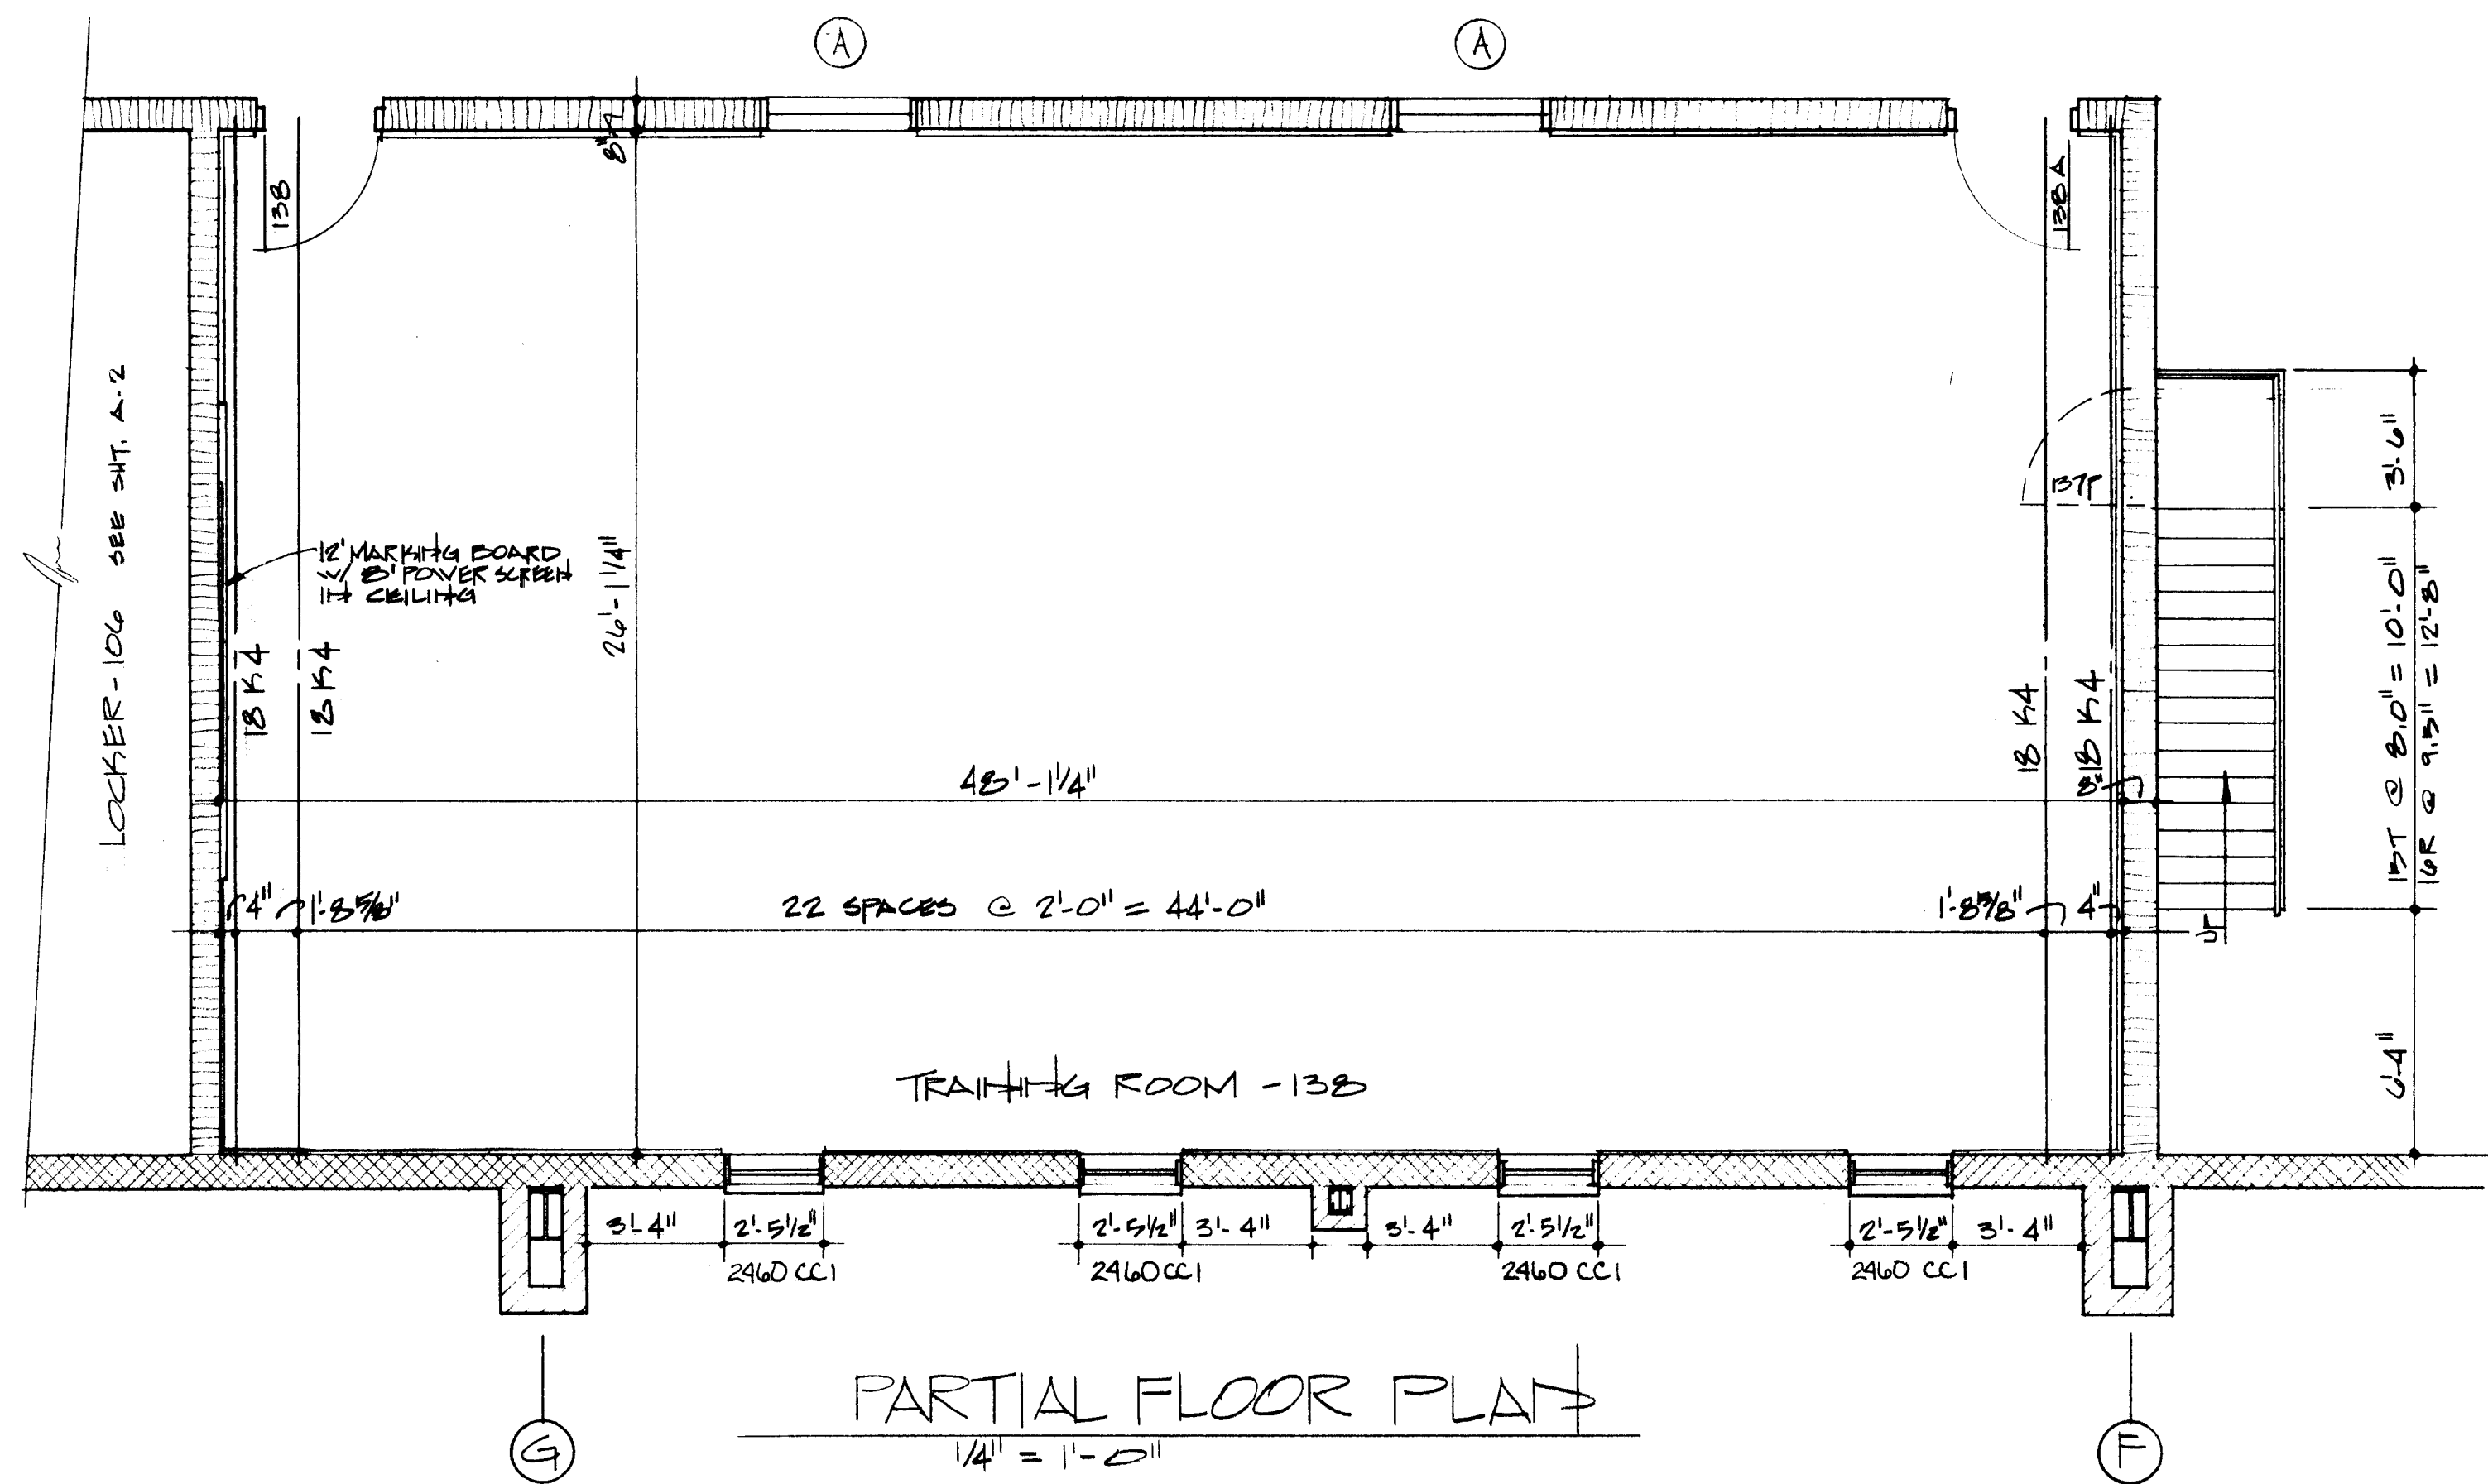 A
A
8"
138
138 A
LOCKER-106 SEE SHT. A-2
12' MARKING BOARD
W/ 8' POWER SCREEN
IN CEILING
26'-1 1/4"
137F
3'-6"
18 K4
18 K4
18 K4
18 K4
15T @ 8.0" = 10'-0"
16R @ 9.5" = 12'-8"
48'-1 1/4"
8"
4"
1'-8 5/8"
22 SPACES @ 2'-0" = 44'-0"
1'-8 5/8"
4"
UP
6'-4"
TRAINING ROOM -138
3'-4"
2'-5 1/2"
2'-5 1/2"
3'-4"
3'-4"
2'-5 1/2"
2'-5 1/2"
3'-4"
2460 CC1
2460 CC1
2460 CC1
2460 CC1
PARTIAL FLOOR PLAN
1/4" = 1'-0"
G
F